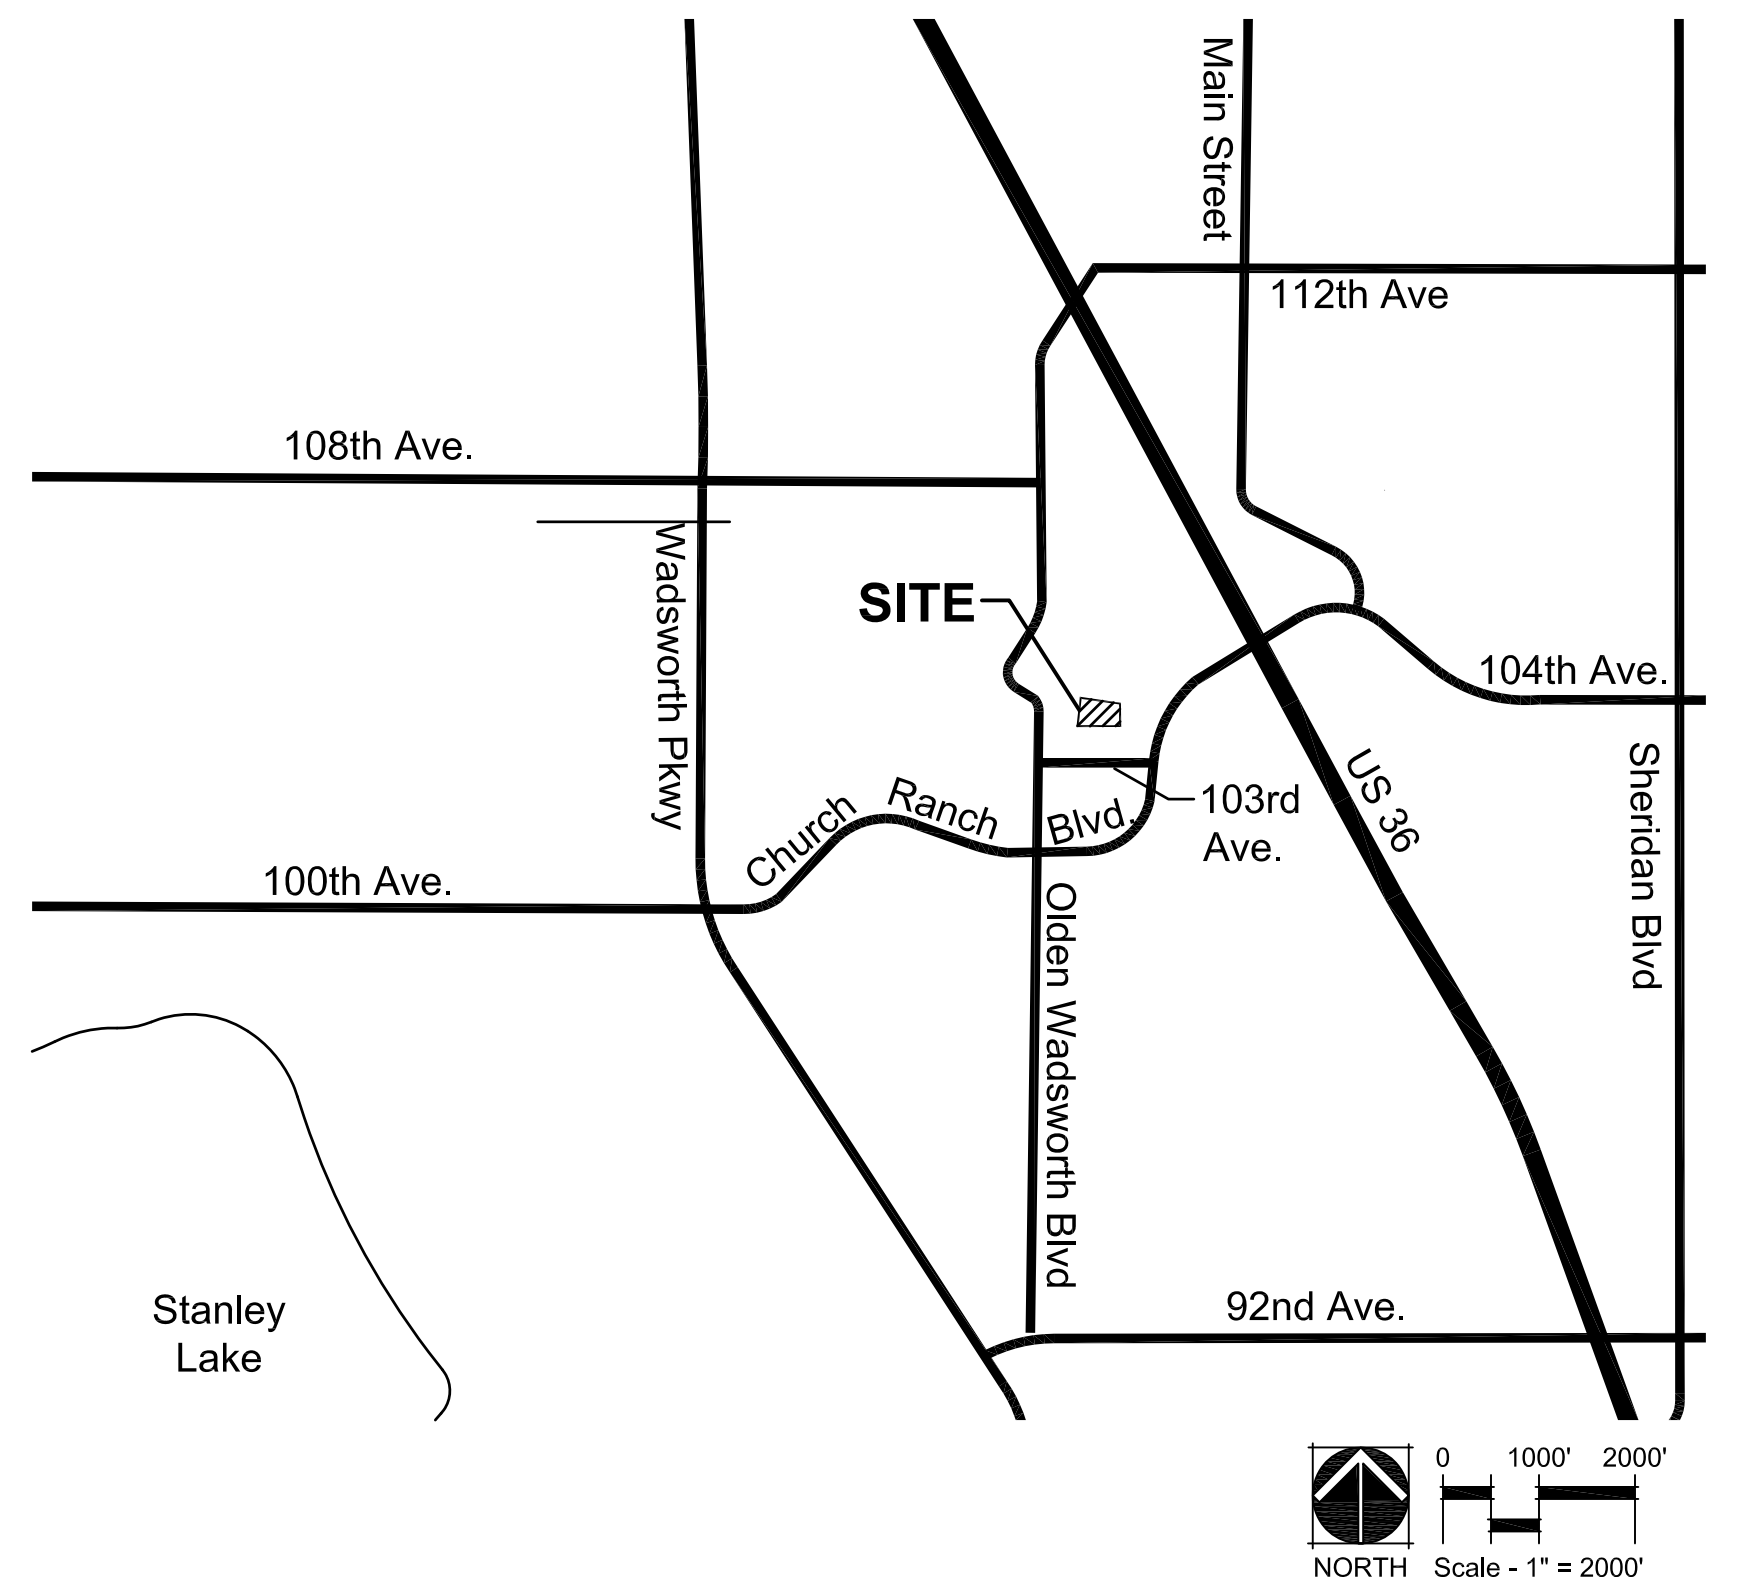 Main Street
112th Ave
108th Ave.
Wadsworth Pkwy
SITE
104th Ave.
Sheridan Blvd
US 36
103rd
Ave.
Church Ranch Blvd.
100th Ave.
Olden Wadsworth Blvd
Stanley
Lake
92nd Ave.
0 1000' 2000'
NORTH
Scale - 1" = 2000'